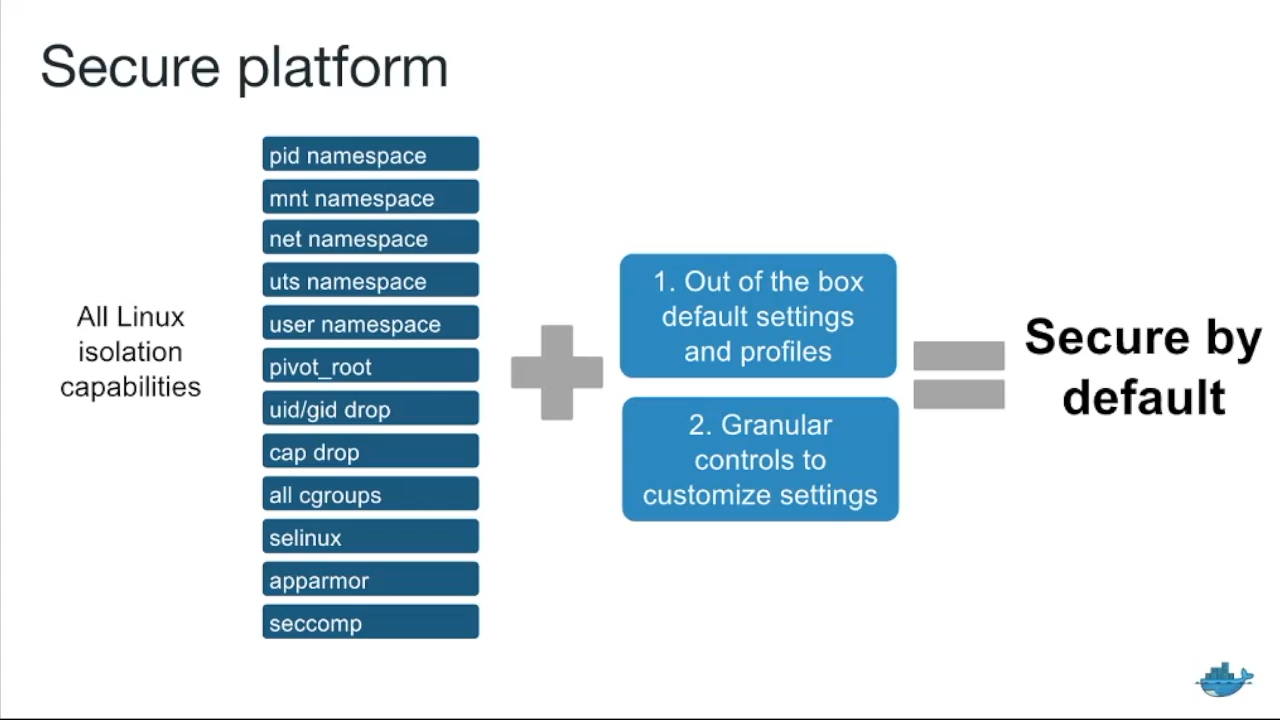 Secure platform
All Linux
isolation
capabilities
pid namespace
mnt namespace
net namespace
uts namespace
user namespace
pivot_root
uid/gid drop
cap drop
all cgroups
selinux
apparmor
seccomp
1. Out of the box
default settings
and profiles
2. Granular
controls to
customize settings
Secure by
default